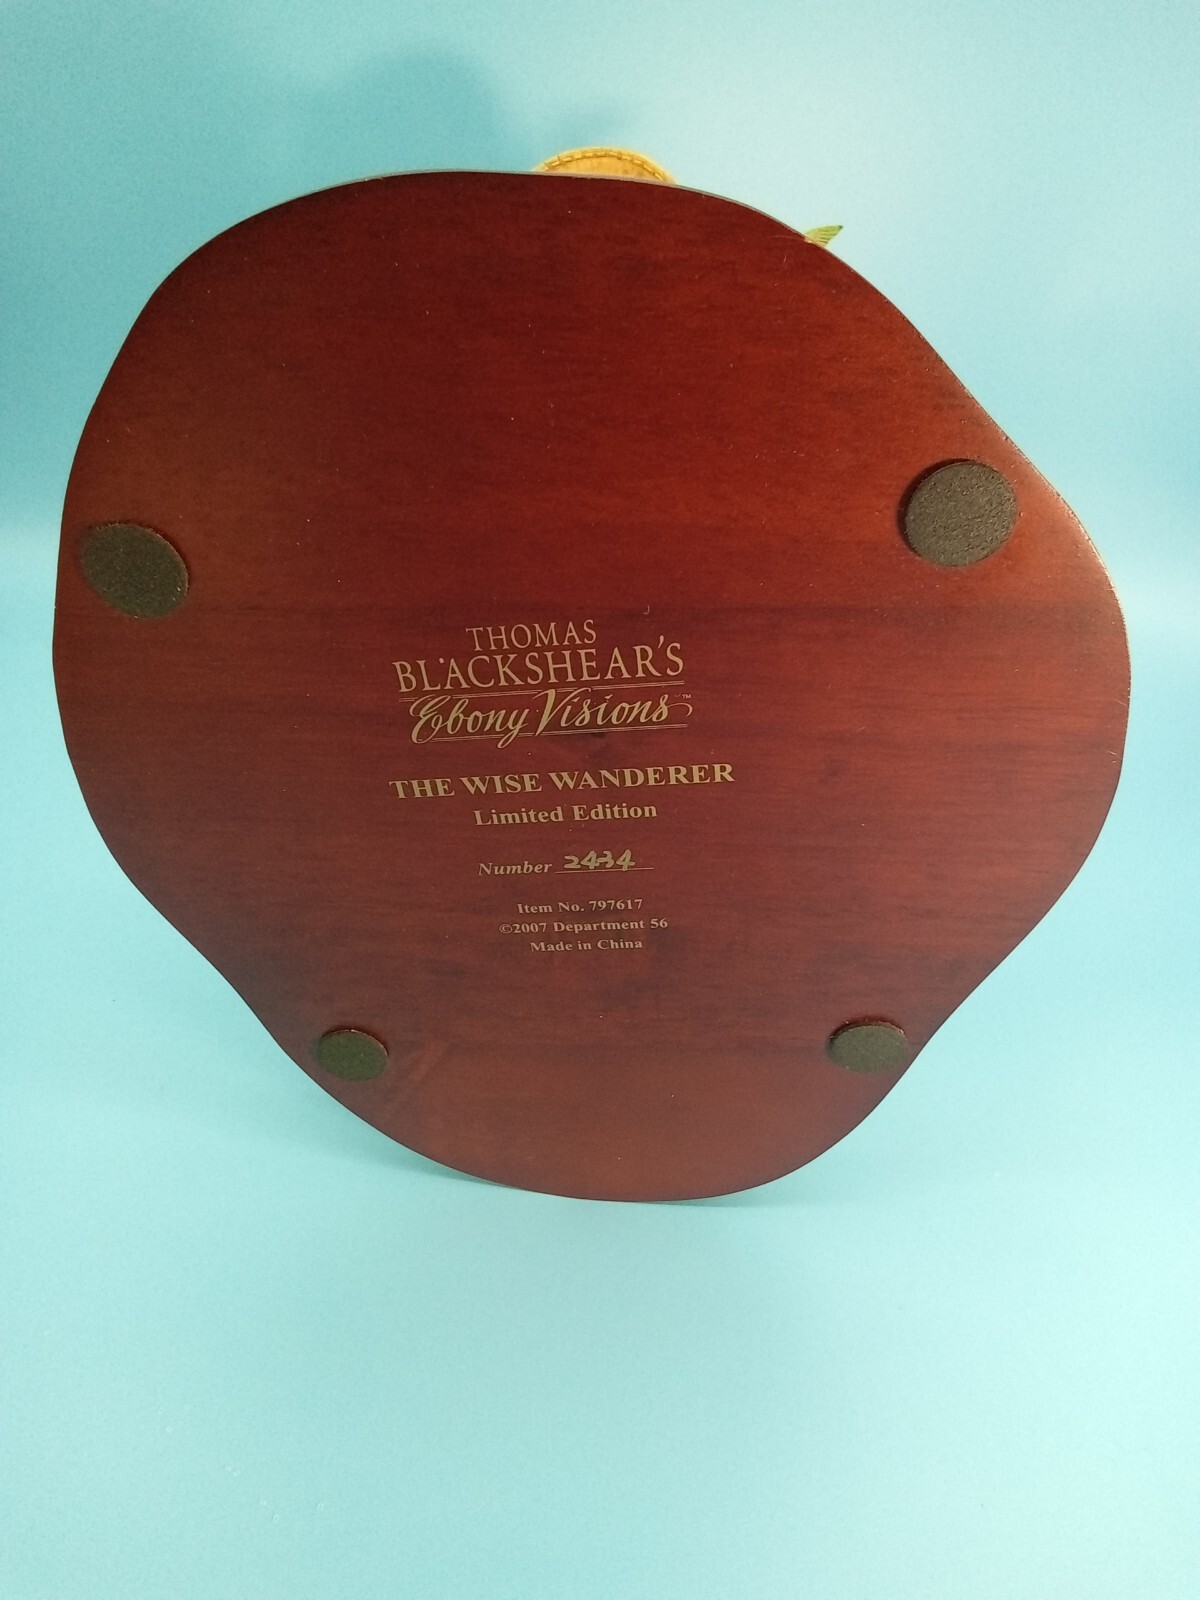 THOMAS
BLACKSHEAR'S
Ebony Visions™
THE WISE WANDERER
Limited Edition
Number 2434
Item No. 797617
©2007 Department 56
Made in China